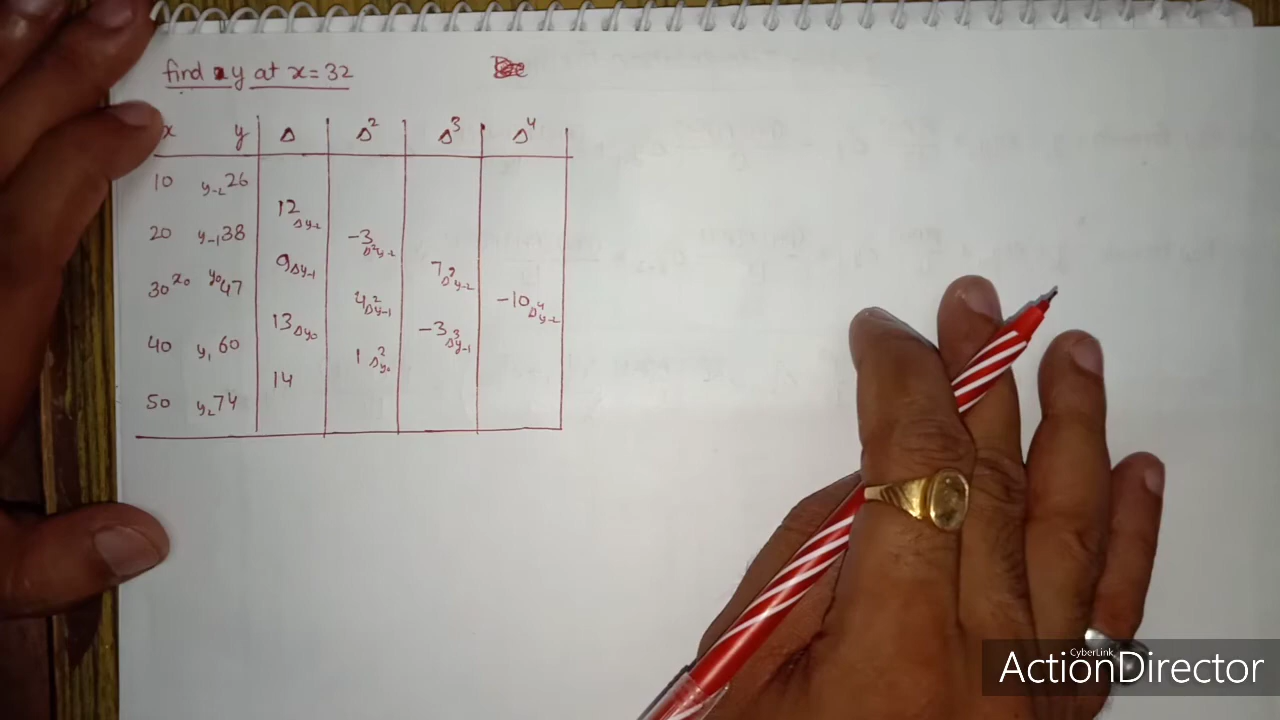 find y at x = 32
x y Δ Δ² Δ³ Δ⁴
10 y₋₂ 26
12 Δy₋₂
20 y₋₁ 38 -3 Δ²y₋₂
9 Δy₋₁ 7 Δ³y₋₂
30 x₀ y₀ 47 4 Δ²y₋₁ -10 Δ⁴y₋₂
13 Δy₀ -3 Δ³y₋₁
40 y₁ 60 1 Δ²y₀
14
50 y₂ 74
CyberLink
ActionDirector